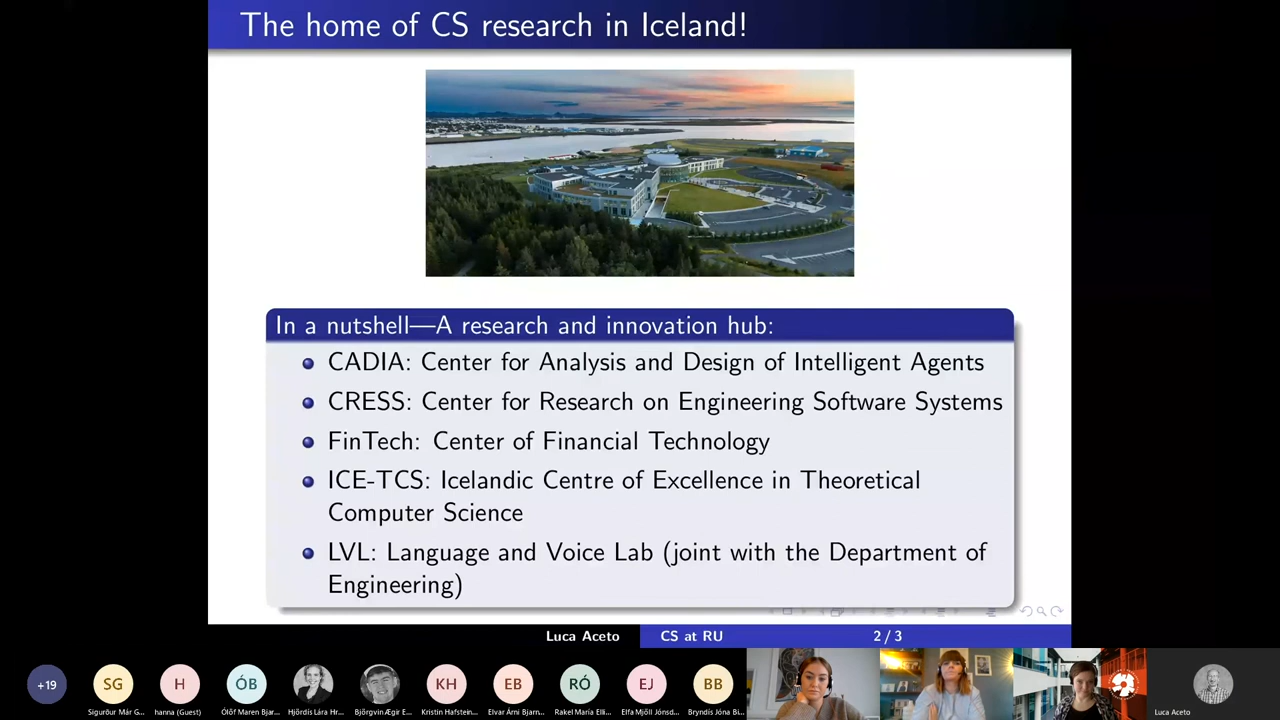 The home of CS research in Iceland!
In a nutshell—A research and innovation hub:
CADIA: Center for Analysis and Design of Intelligent Agents
CRESS: Center for Research on Engineering Software Systems
FinTech: Center of Financial Technology
ICE-TCS: Icelandic Centre of Excellence in Theoretical
Computer Science
LVL: Language and Voice Lab (joint with the Department of
Engineering)
Luca Aceto CS at RU 2 / 3
+19 SG H ÓB KH EB RÓ EJ BB
Sigurður Már G... hanna (Guest) Ólöf Maren Bjar... Hjördís Lára Hr... Björgvin Ægir E... Kristín Hafstein... Elvar Árni Bjarn... Rakel María Elli... Elfa Mjöll Jónsd... Bryndís Jóna Bi... Luca Aceto